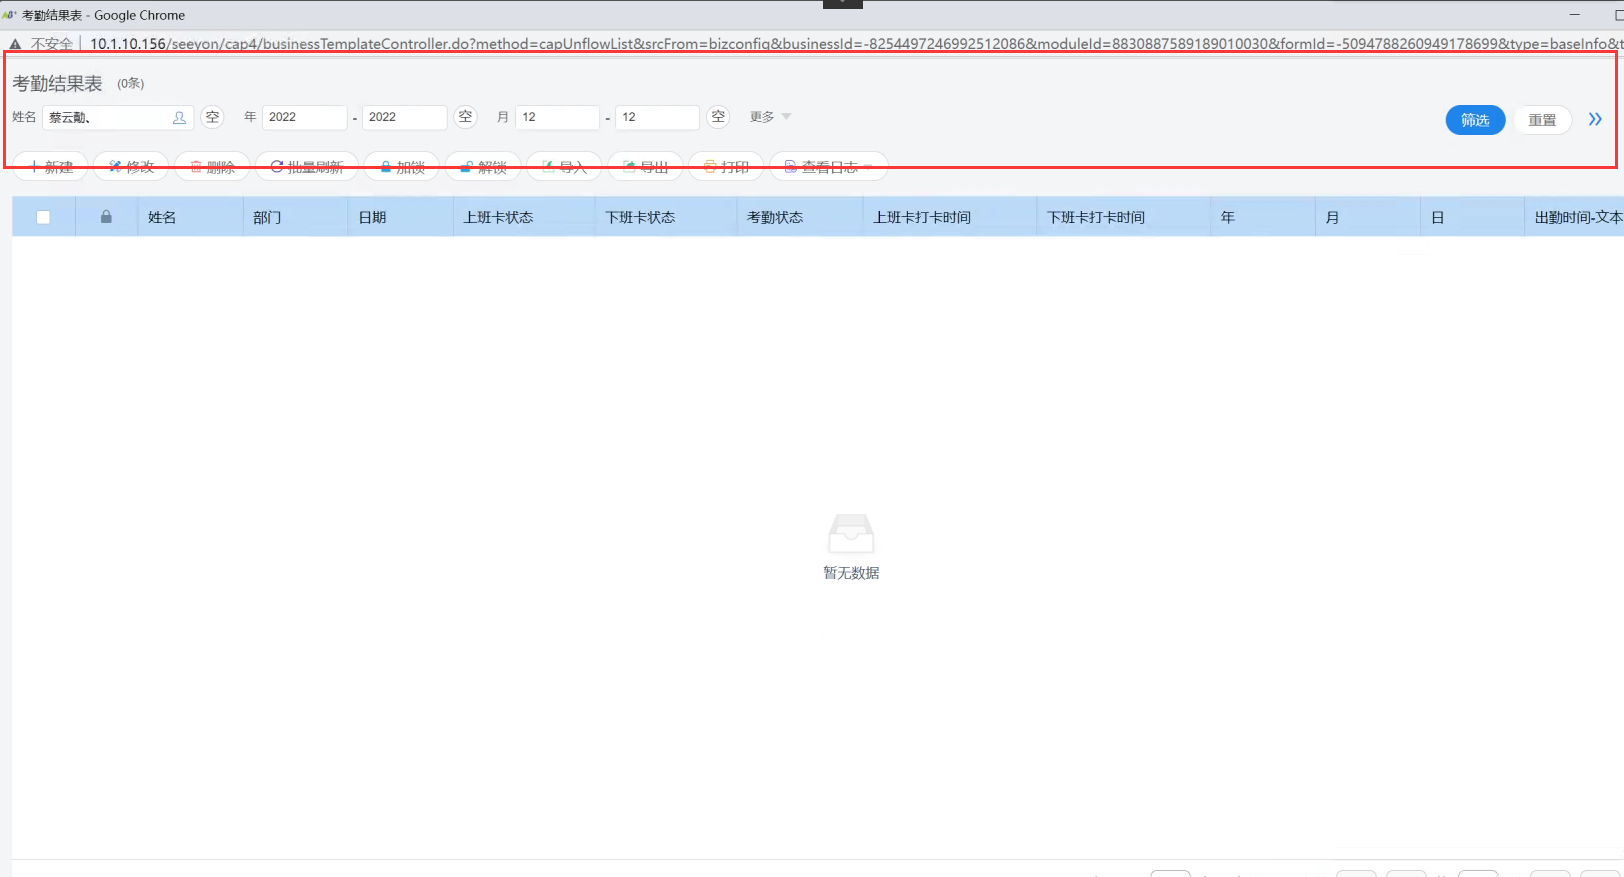 考勤结果表 - Google Chrome
不安全 | 10.1.10.156/seeyon/cap4/businessTemplateController.do?method=capUnflowList&srcFrom=bizconfig&businessId=-8254497246992512086&moduleId=8830887589189010030&formId=-5094788260949178699&type=baseInfo&t
考勤结果表 (0条)
姓名 蔡云勣、 空 年 2022 - 2022 空 月 12 - 12 空 更多 筛选 重置
新建 修改 删除 批量刷新 加锁 解锁 导入 导出 打印 查看日志
姓名 部门 日期 上班卡状态 下班卡状态 考勤状态 上班卡打卡时间 下班卡打卡时间 年 月 日 出勤时间-文本
暂无数据